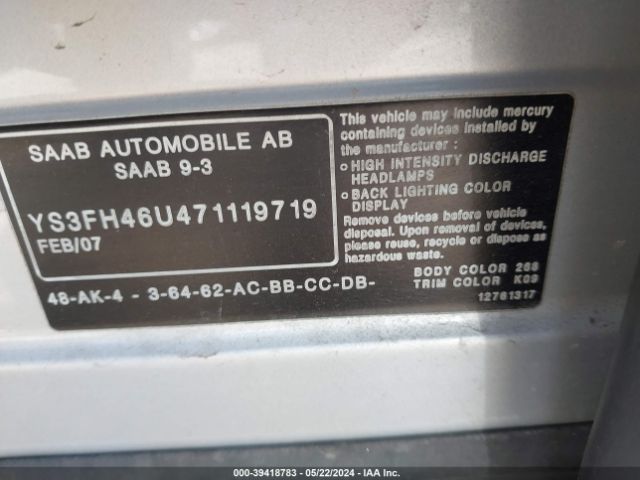 SAAB AUTOMOBILE AB
SAAB 9-3
YS3FH46U471119719
FEB/07
48-AK-4 - 3-64-62-AC-BB-CC-DB-
This vehicle may include mercury
containing devices installed by
the manufacturer :
o HIGH INTENSITY DISCHARGE
HEADLAMPS
o BACK LIGHTING COLOR
DISPLAY
Remove devices before vehicle
disposal. Upon removal of devices,
please reuse, recycle or dispose as
hazardous waste.
BODY COLOR 268
TRIM COLOR K03
12781317
000-39418783 - 05/22/2024 - IAA Inc.